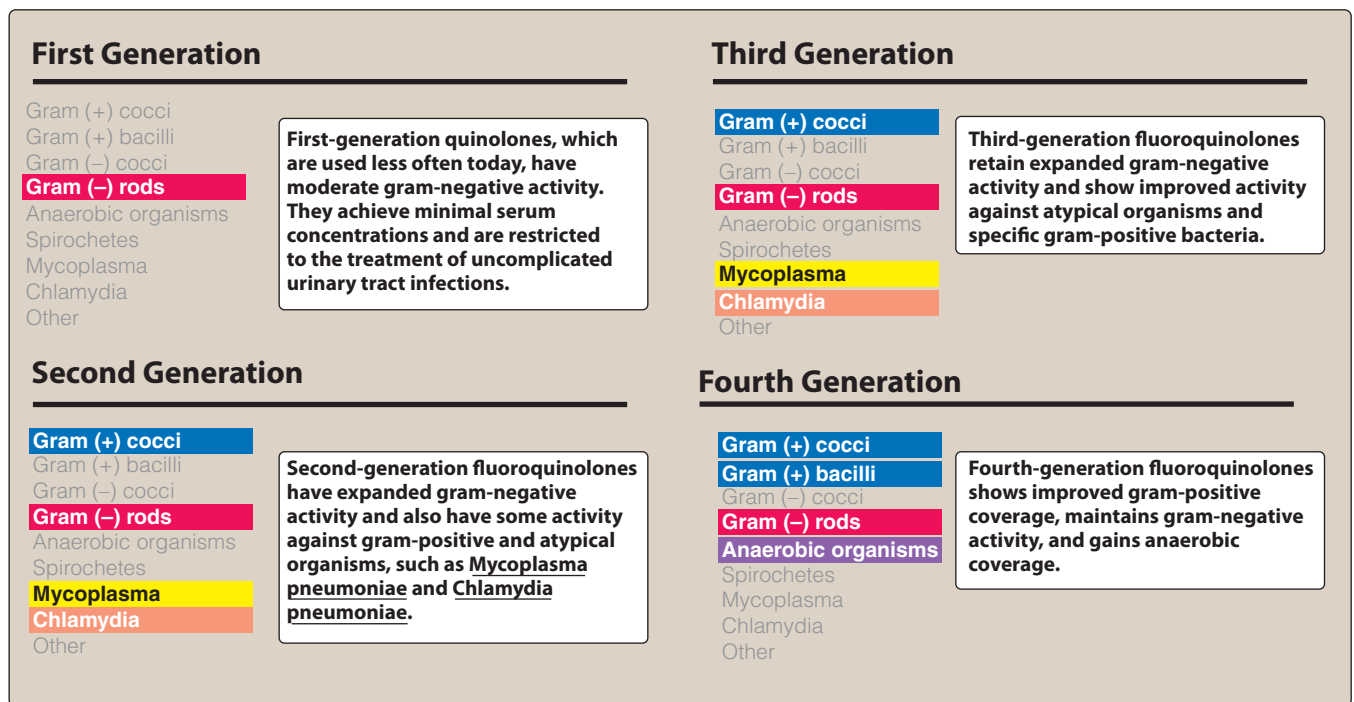 First Generation
Gram (+) cocci
Gram (+) bacilli
Gram (–) cocci
Gram (–) rods
Anaerobic organisms
Spirochetes
Mycoplasma
Chlamydia
Other
First-generation quinolones, which
are used less often today, have
moderate gram-negative activity.
They achieve minimal serum
concentrations and are restricted
to the treatment of uncomplicated
urinary tract infections.
Second Generation
Gram (+) cocci
Gram (+) bacilli
Gram (–) cocci
Gram (–) rods
Anaerobic organisms
Spirochetes
Mycoplasma
Chlamydia
Other
Second-generation fluoroquinolones
have expanded gram-negative
activity and also have some activity
against gram-positive and atypical
organisms, such as Mycoplasma
pneumoniae and Chlamydia
pneumoniae.
Third Generation
Gram (+) cocci
Gram (+) bacilli
Gram (–) cocci
Gram (–) rods
Anaerobic organisms
Spirochetes
Mycoplasma
Chlamydia
Other
Third-generation fluoroquinolones
retain expanded gram-negative
activity and show improved activity
against atypical organisms and
specific gram-positive bacteria.
Fourth Generation
Gram (+) cocci
Gram (+) bacilli
Gram (–) cocci
Gram (–) rods
Anaerobic organisms
Spirochetes
Mycoplasma
Chlamydia
Other
Fourth-generation fluoroquinolones
shows improved gram-positive
coverage, maintains gram-negative
activity, and gains anaerobic
coverage.